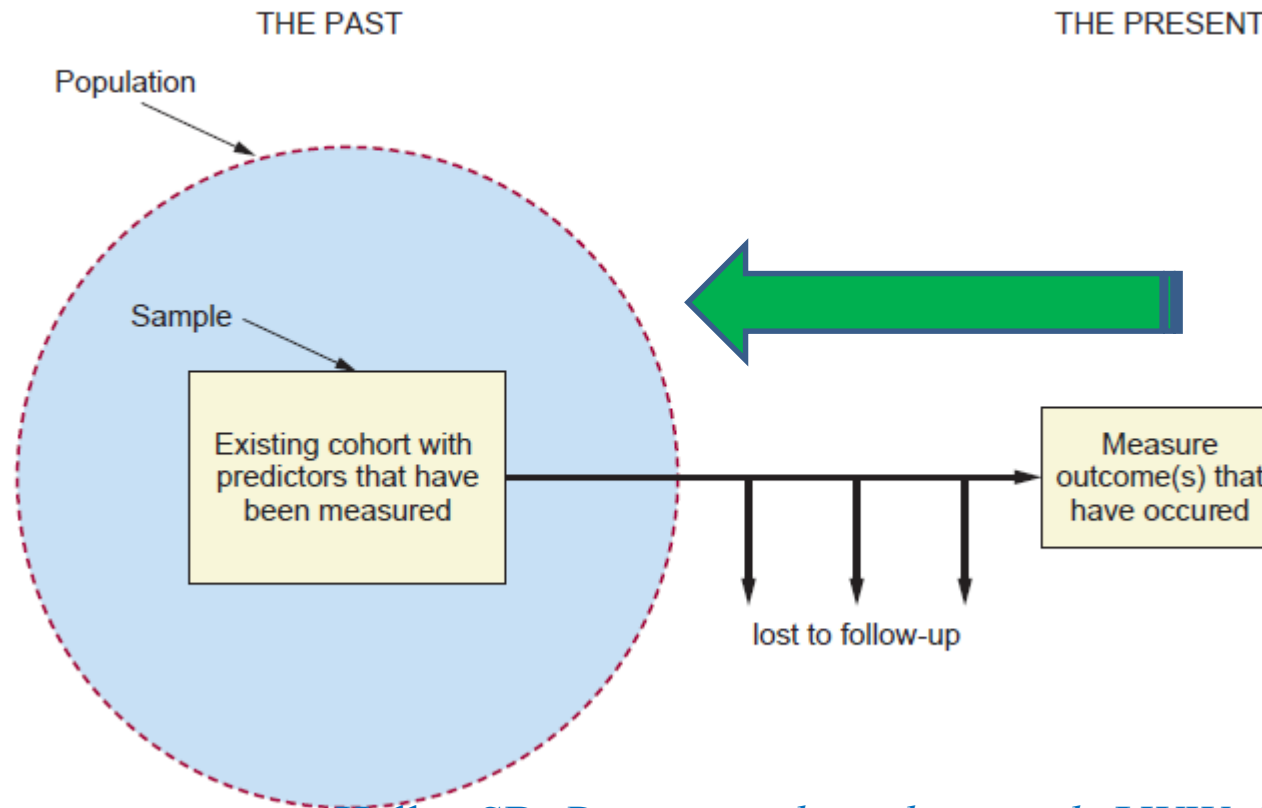 THE PAST
THE PRESENT
Population
Sample
Existing cohort with
predictors that have
been measured
Measure
outcome(s) that
have occured
lost to follow-up